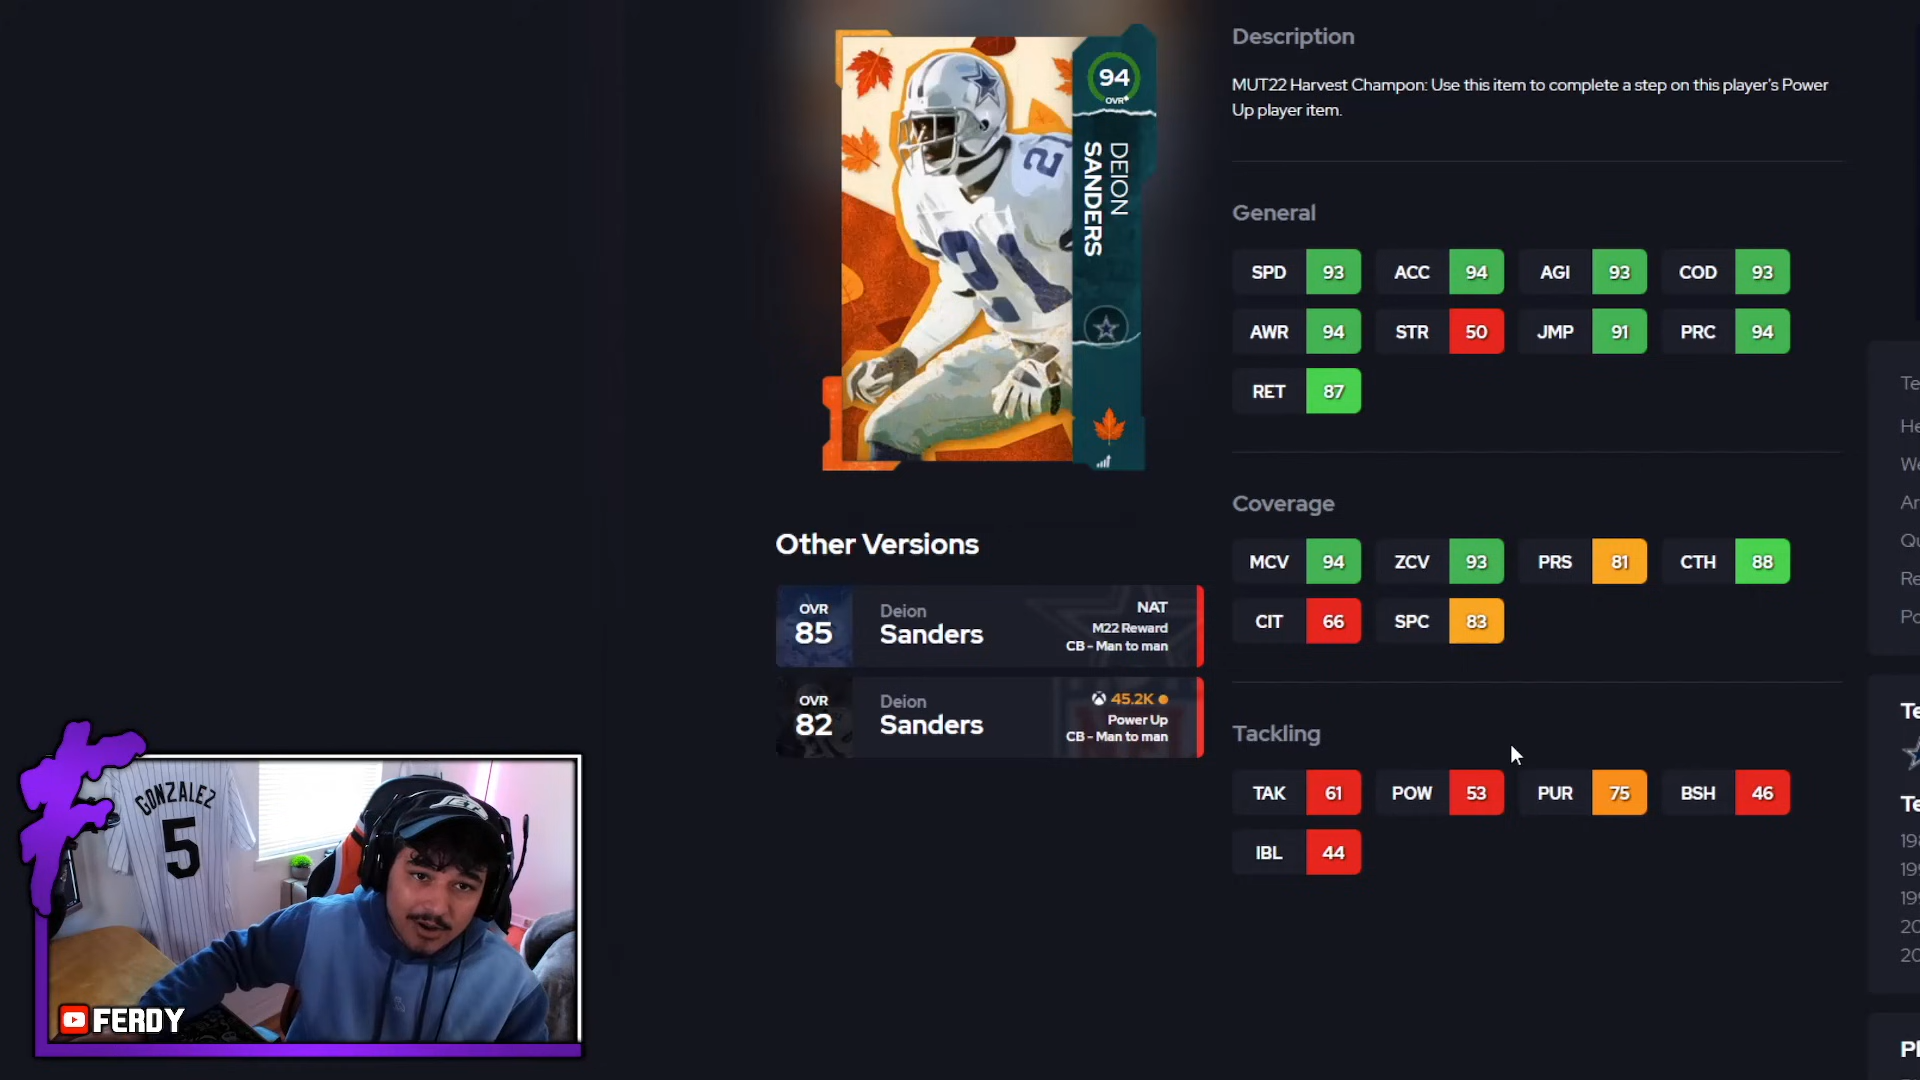 94
OVR
DEION
SANDERS
21
Description
MUT22 Harvest Champon: Use this item to complete a step on this player's Power
Up player item.
General
SPD 93 ACC 94 AGI 93 COD 93
AWR 94 STR 50 JMP 91 PRC 94
RET 87
Coverage
MCV 94 ZCV 93 PRS 81 CTH 88
CIT 66 SPC 83
Tackling
TAK 61 POW 53 PUR 75 BSH 46
IBL 44
Other Versions
OVR 85 Deion Sanders NAT
M22 Reward
CB - Man to man
OVR 82 Deion Sanders 45.2K
Power Up
CB - Man to man
GONZALEZ
5
FERDY